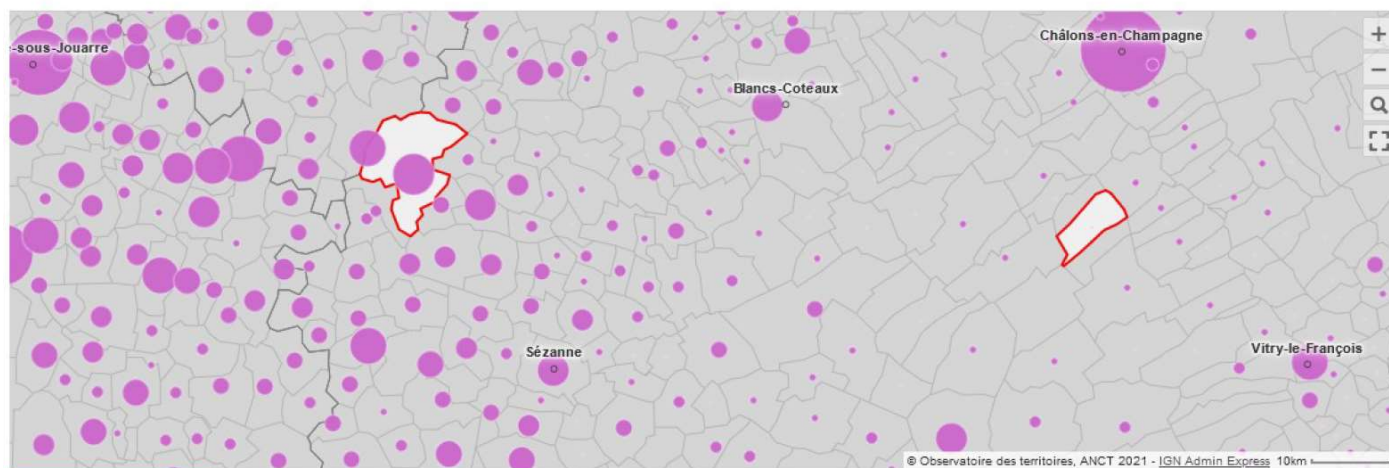 Châlons-en-Champagne
-sous-Jouarre
Blancs-Coteaux
Sézanne
Vitry-le-François
© Observatoire des territoires, ANCT 2021 - IGN Admin Express 10km